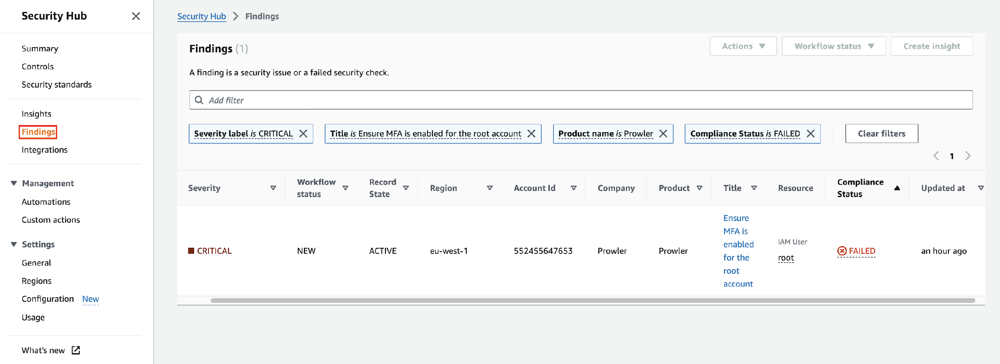 Security Hub
Summary
Controls
Security standards
Insights
Findings
Integrations
Management
Automations
Custom actions
Settings
General
Regions
Configuration New
Usage
What's new
Security Hub > Findings
Findings (1)
Actions
Workflow status
Create insight
A finding is a security issue or a failed security check.
Add filter
Severity label is CRITICAL
Title is Ensure MFA is enabled for the root account
Product name is Prowler
Compliance Status is FAILED
Clear filters
1
Severity
Workflow
status
Record
State
Region
Account Id
Company
Product
Title
Resource
Compliance
Status
Updated at
CRITICAL
NEW
ACTIVE
eu-west-1
552455647653
Prowler
Prowler
Ensure
MFA is
enabled
for the
root
account
IAM User
root
FAILED
an hour ago